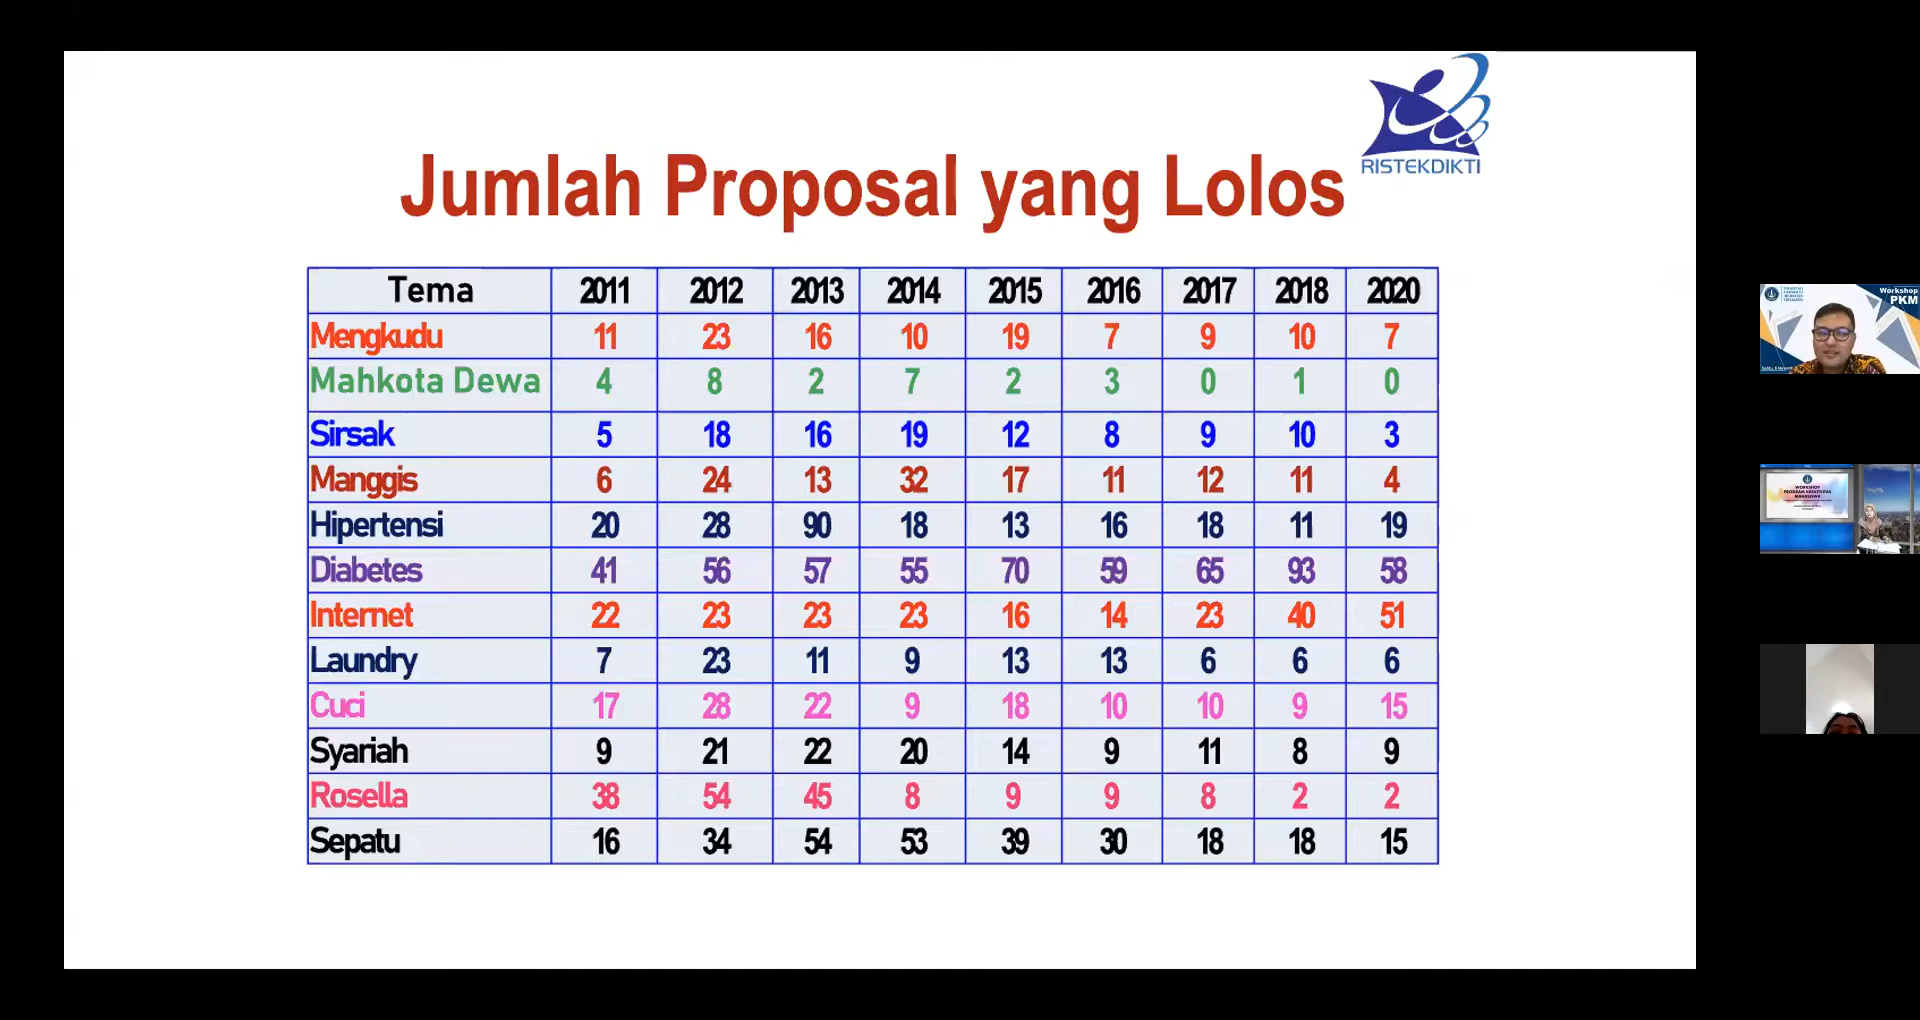 RISTEKDIKTI
Jumlah Proposal yang Lolos
Tema 2011 2012 2013 2014 2015 2016 2017 2018 2020
Mengkudu 11 23 16 10 19 7 9 10 7
Mahkota Dewa 4 8 2 7 2 3 0 1 0
Sirsak 5 18 16 19 12 8 9 10 3
Manggis 6 24 13 32 17 11 12 11 4
Hipertensi 20 28 90 18 13 16 18 11 19
Diabetes 41 56 57 55 70 59 65 93 58
Internet 22 23 23 23 16 14 23 40 51
Laundry 7 23 11 9 13 13 6 6 6
Cuci 17 28 22 9 18 10 10 9 15
Syariah 9 21 22 20 14 9 11 8 9
Rosella 38 54 45 8 9 9 8 2 2
Sepatu 16 34 54 53 39 30 18 18 15
Workshop
PKM
WORKSHOP
PROGRAM KREATIVITAS
MAHASISWA